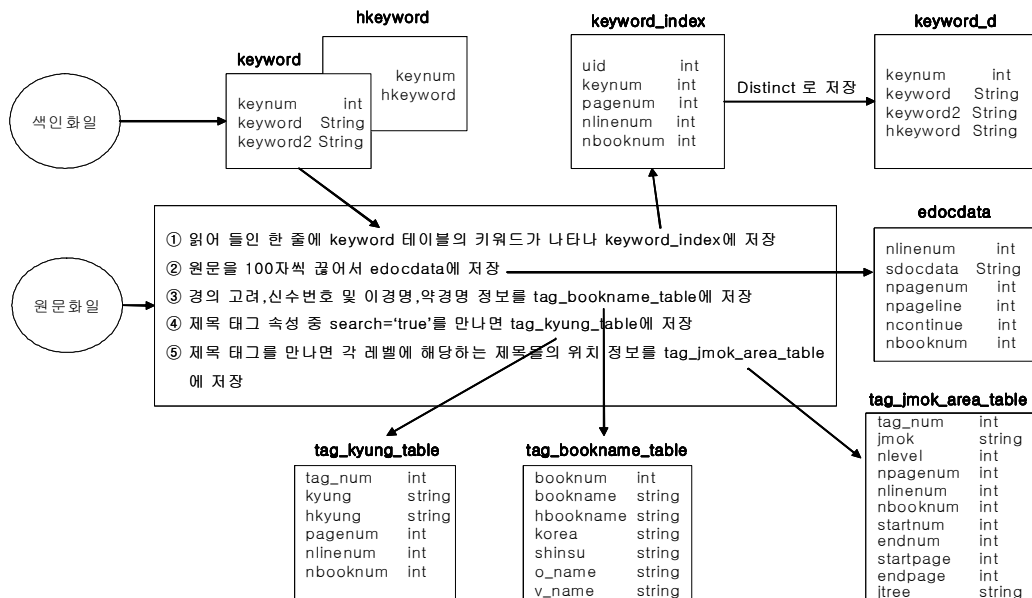 hkeyword
keynum
hkeyword
keyword
keynum int
keyword String
keyword2 String
색인화일
keyword_index
uid int
keynum int
pagenum int
nlinenum int
nbooknum int
Distinct 로 저장
keyword_d
keynum int
keyword String
keyword2 String
hkeyword String
원문화일
① 읽어 들인 한 줄에 keyword 테이블의 키워드가 나타나 keyword_index에 저장
② 원문을 100자씩 끊어서 edocdata에 저장
③ 경의 고려,신수번호 및 이경명,약경명 정보를 tag_bookname_table에 저장
④ 제목 태그 속성 중 search='true'를 만나면 tag_kyung_table에 저장
⑤ 제목 태그를 만나면 각 레벨에 해당하는 제목들의 위치 정보를 tag_jmok_area_table
에 저장
edocdata
nlinenum int
sdocdata String
npagenum int
npageline int
ncontinue int
nbooknum int
tag_kyung_table
tag_num int
kyung string
hkyung string
pagenum int
nlinenum int
nbooknum int
tag_bookname_table
booknum int
bookname string
hbookname string
korea string
shinsu string
o_name string
v_name string
tag_jmok_area_table
tag_num int
jmok string
nlevel int
npagenum int
nlinenum int
nbooknum int
startnum int
endnum int
startpage int
endpage int
jtree string